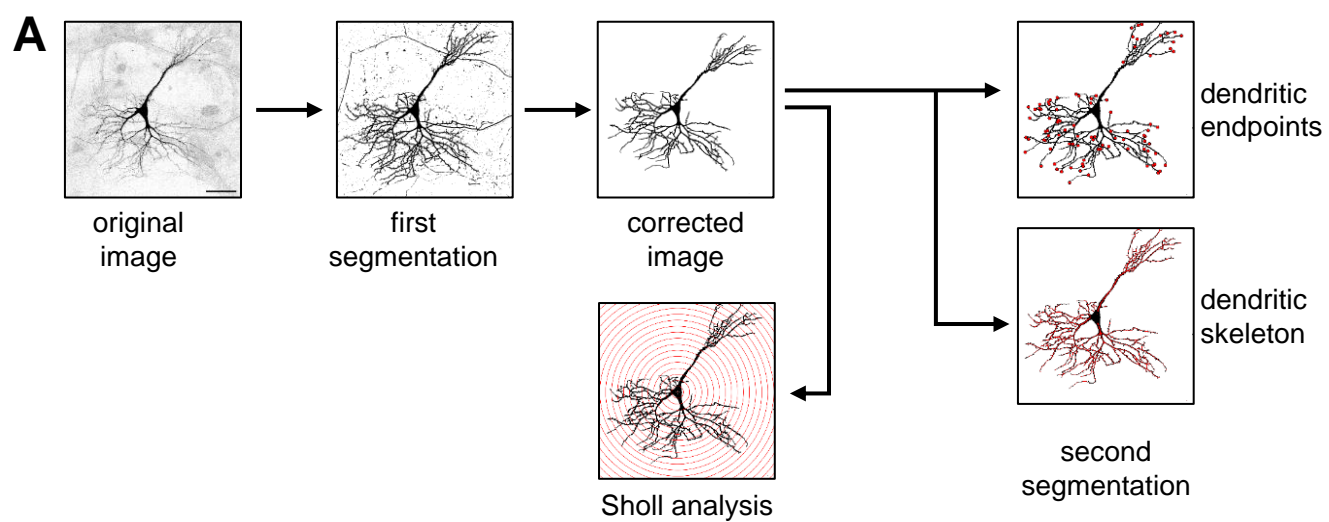 A
original
image
first
segmentation
corrected
image
dendritic
endpoints
dendritic
skeleton
Sholl analysis
second
segmentation